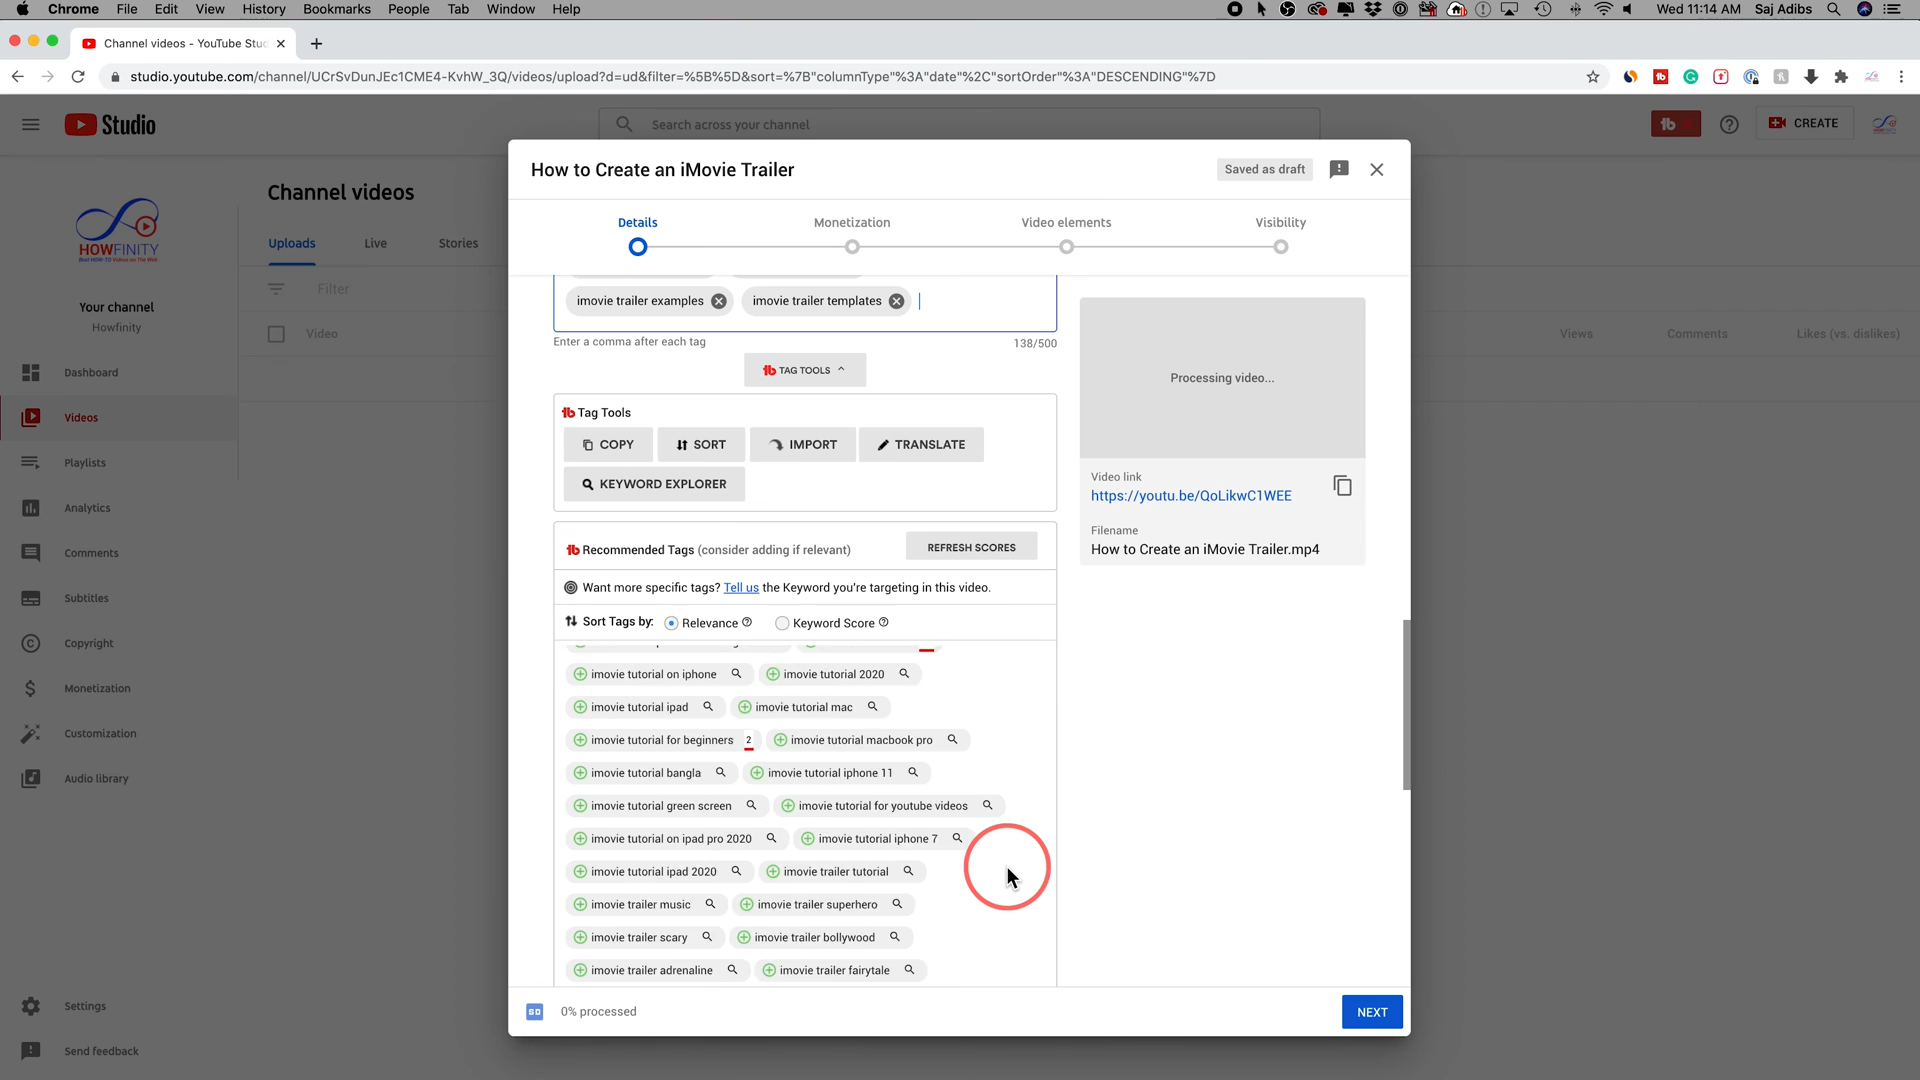 Chrome File Edit View History Bookmarks People Tab Window Help
Wed 11:14 AM Saj Adibs
Channel videos - YouTube Stu
studio.youtube.com/channel/UCrSvDunJEc1CME4-KvhW_3Q/videos/upload?d=ud&filter=%5B%5D&sort=%7B"columnType"%3A"date"%2C"sortOrder"%3A"DESCENDING"%7D
Studio
Search across your channel
CREATE
HOWFINITY
Best HOW-TO Videos on The Web
Your channel
Howfinity
Dashboard
Videos
Playlists
Analytics
Comments
Subtitles
Copyright
Monetization
Customization
Audio library
Settings
Send feedback
Channel videos
Uploads Live Stories
Filter
Video
Views Comments Likes (vs. dislikes)
How to Create an iMovie Trailer
Saved as draft
Details Monetization Video elements Visibility
imovie trailer examples imovie trailer templates
Enter a comma after each tag 138/500
tb TAG TOOLS
tb Tag Tools
COPY SORT IMPORT TRANSLATE
KEYWORD EXPLORER
tb Recommended Tags (consider adding if relevant) REFRESH SCORES
Want more specific tags? Tell us the Keyword you're targeting in this video.
Sort Tags by: Relevance Keyword Score
imovie tutorial on iphone imovie tutorial 2020
imovie tutorial ipad imovie tutorial mac
imovie tutorial for beginners 2 imovie tutorial macbook pro
imovie tutorial bangla imovie tutorial iphone 11
imovie tutorial green screen imovie tutorial for youtube videos
imovie tutorial on ipad pro 2020 imovie tutorial iphone 7
imovie tutorial ipad 2020 imovie trailer tutorial
imovie trailer music imovie trailer superhero
imovie trailer scary imovie trailer bollywood
imovie trailer adrenaline imovie trailer fairytale
Processing video...
Video link
https://youtu.be/QoLikwC1WEE
Filename
How to Create an iMovie Trailer.mp4
SD 0% processed
NEXT